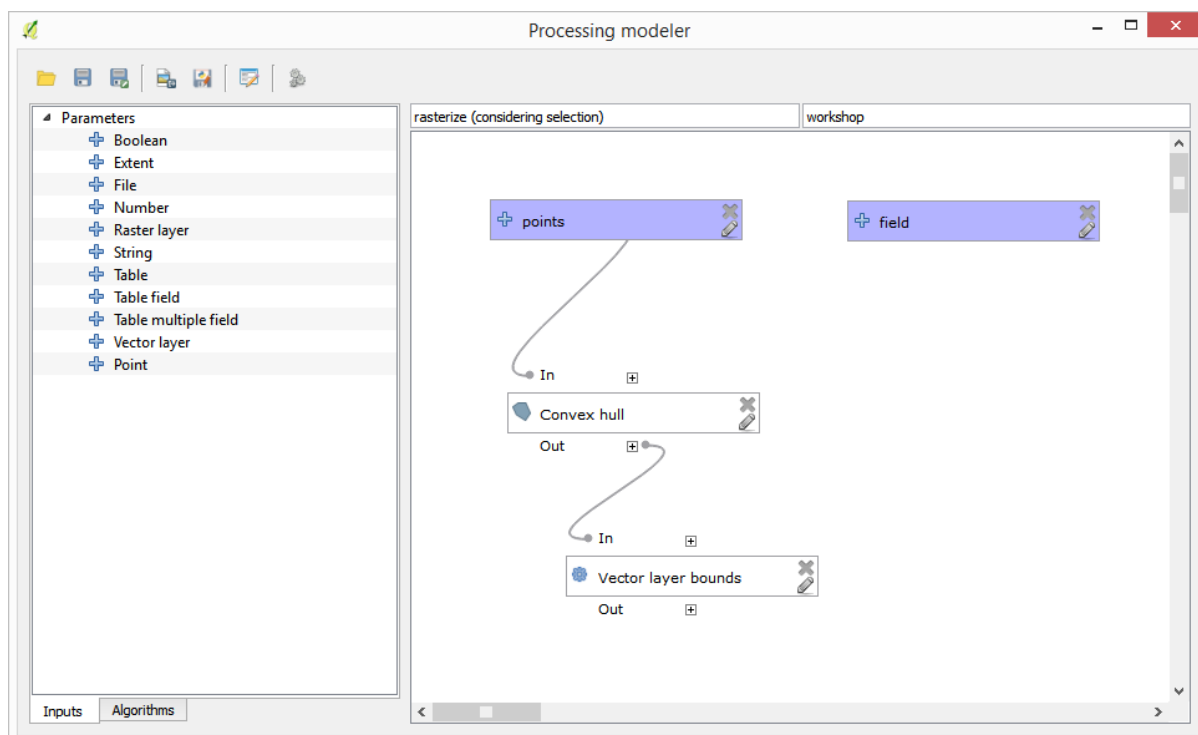 Processing modeler
Parameters
Boolean
Extent
File
Number
Raster layer
String
Table
Table field
Table multiple field
Vector layer
Point
Inputs
Algorithms
rasterize (considering selection)
workshop
points
field
In
Convex hull
Out
In
Vector layer bounds
Out